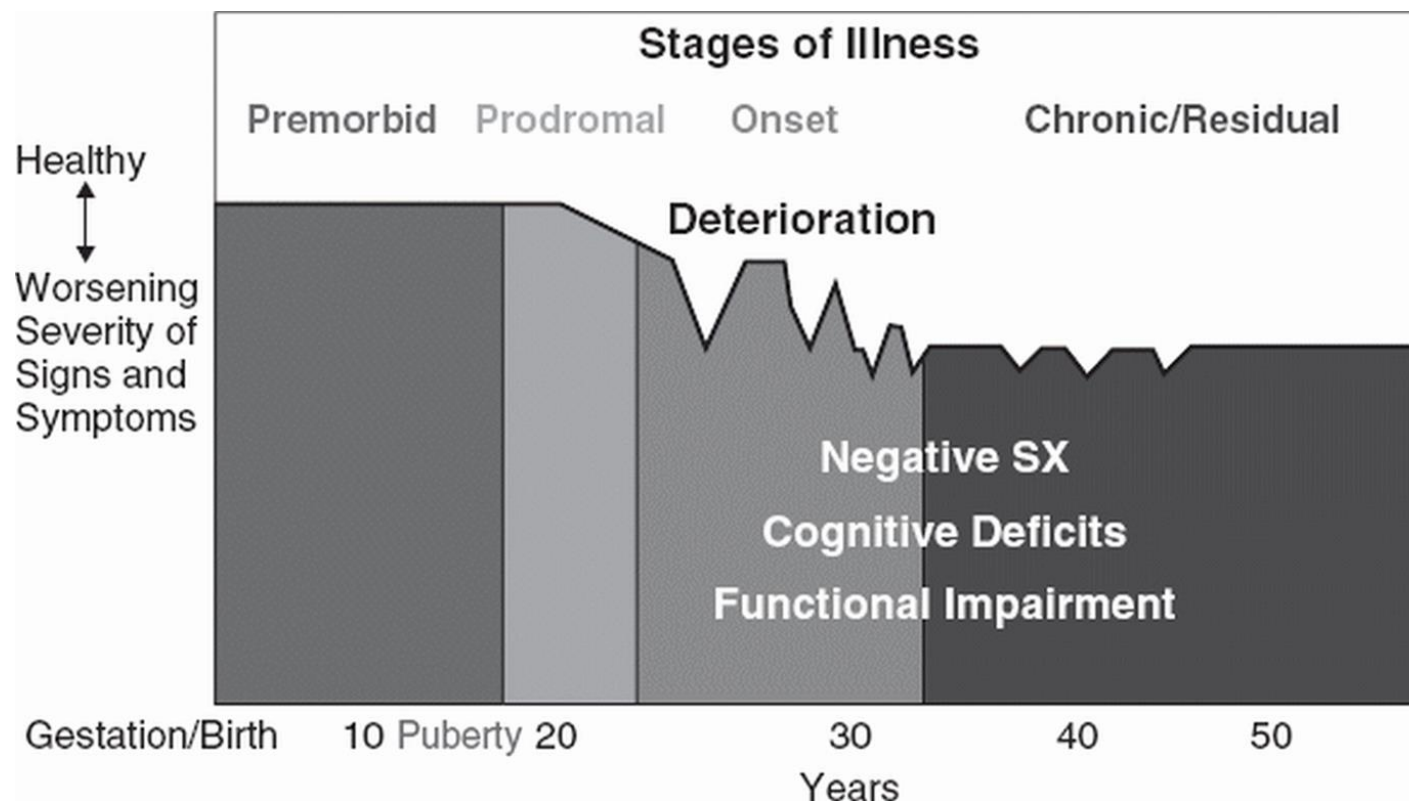 Stages of Illness
Premorbid Prodromal Onset Chronic/Residual
Healthy
Deterioration
Worsening
Severity of
Signs and
Symptoms
Negative SX
Cognitive Deficits
Functional Impairment
Gestation/Birth 10 Puberty 20 30 40 50
Years